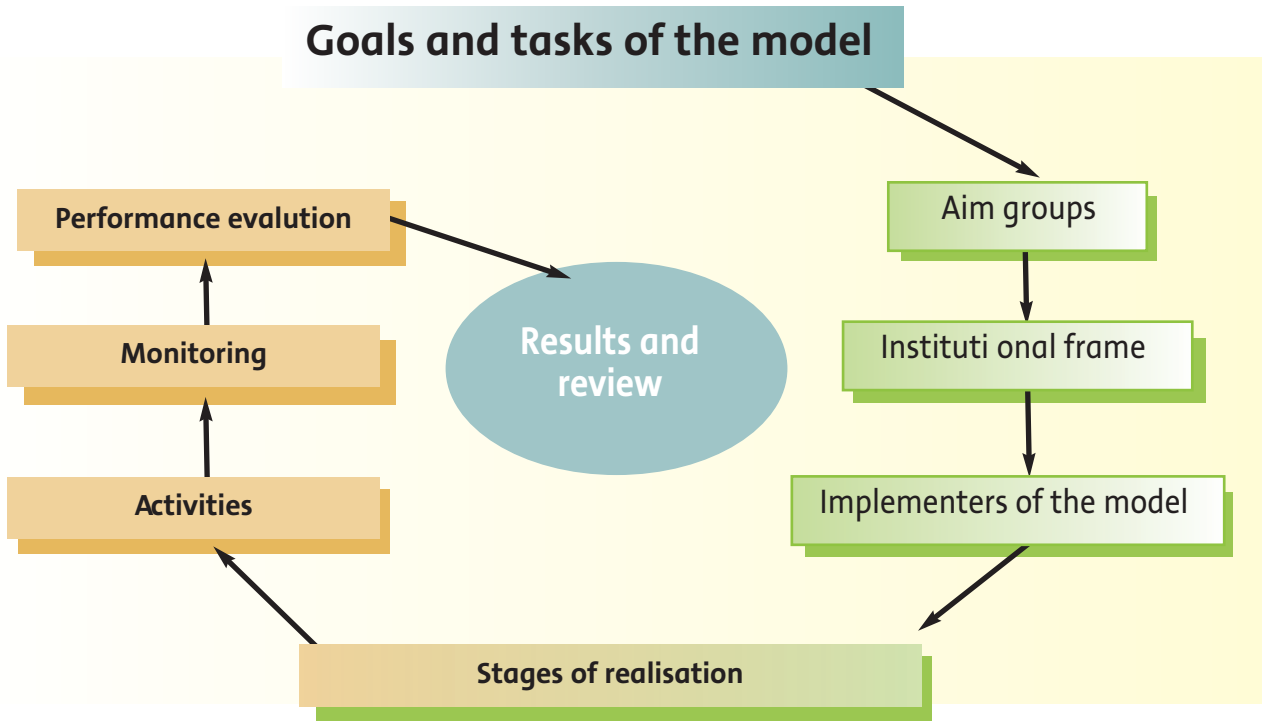 Goals and tasks of the model
Performance evalution
Aim groups
Results and
review
Monitoring
Instituti onal frame
Activities
Implementers of the model
Stages of realisation